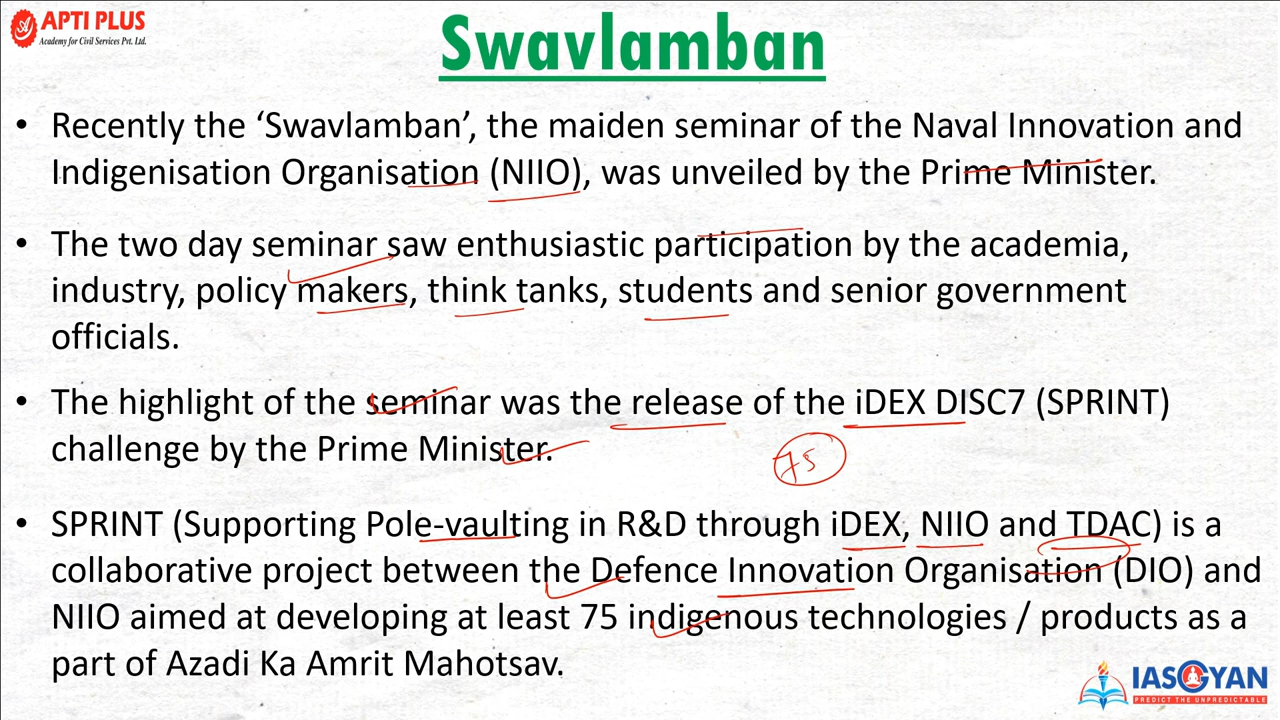 APTI PLUS
Academy for Civil Services Pvt. Ltd.
Swavlamban
• Recently the ‘Swavlamban’, the maiden seminar of the Naval Innovation and
Indigenisation Organisation (NIIO), was unveiled by the Prime Minister.
• The two day seminar saw enthusiastic participation by the academia,
industry, policy makers, think tanks, students and senior government
officials.
• The highlight of the seminar was the release of the iDEX DISC7 (SPRINT)
challenge by the Prime Minister.
75
• SPRINT (Supporting Pole-vaulting in R&D through iDEX, NIIO and TDAC) is a
collaborative project between the Defence Innovation Organisation (DIO) and
NIIO aimed at developing at least 75 indigenous technologies / products as a
part of Azadi Ka Amrit Mahotsav.
IASGYAN
PREDICT THE UNPREDICTABLE